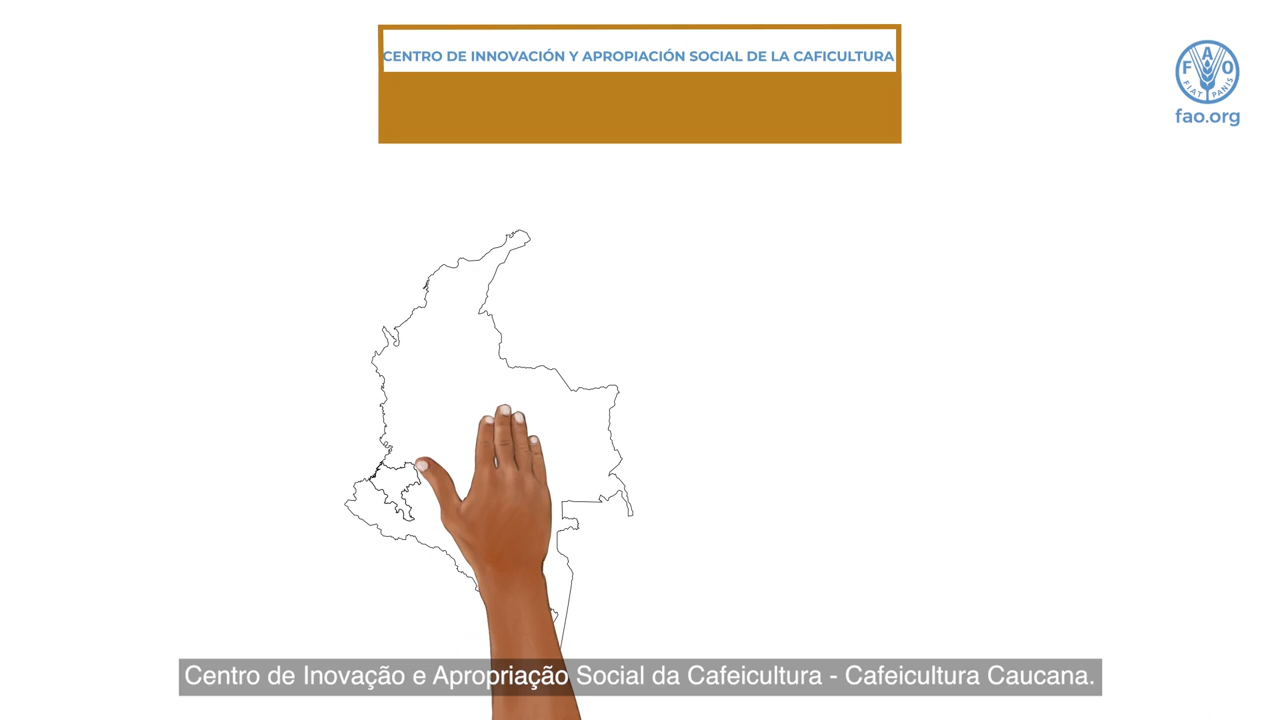 CENTRO DE INNOVACIÓN Y APROPIACIÓN SOCIAL DE LA CAFICULTURA
F A O
FIAT PANIS
fao.org
Centro de Inovação e Apropriação Social da Cafeicultura - Cafeicultura Caucana.